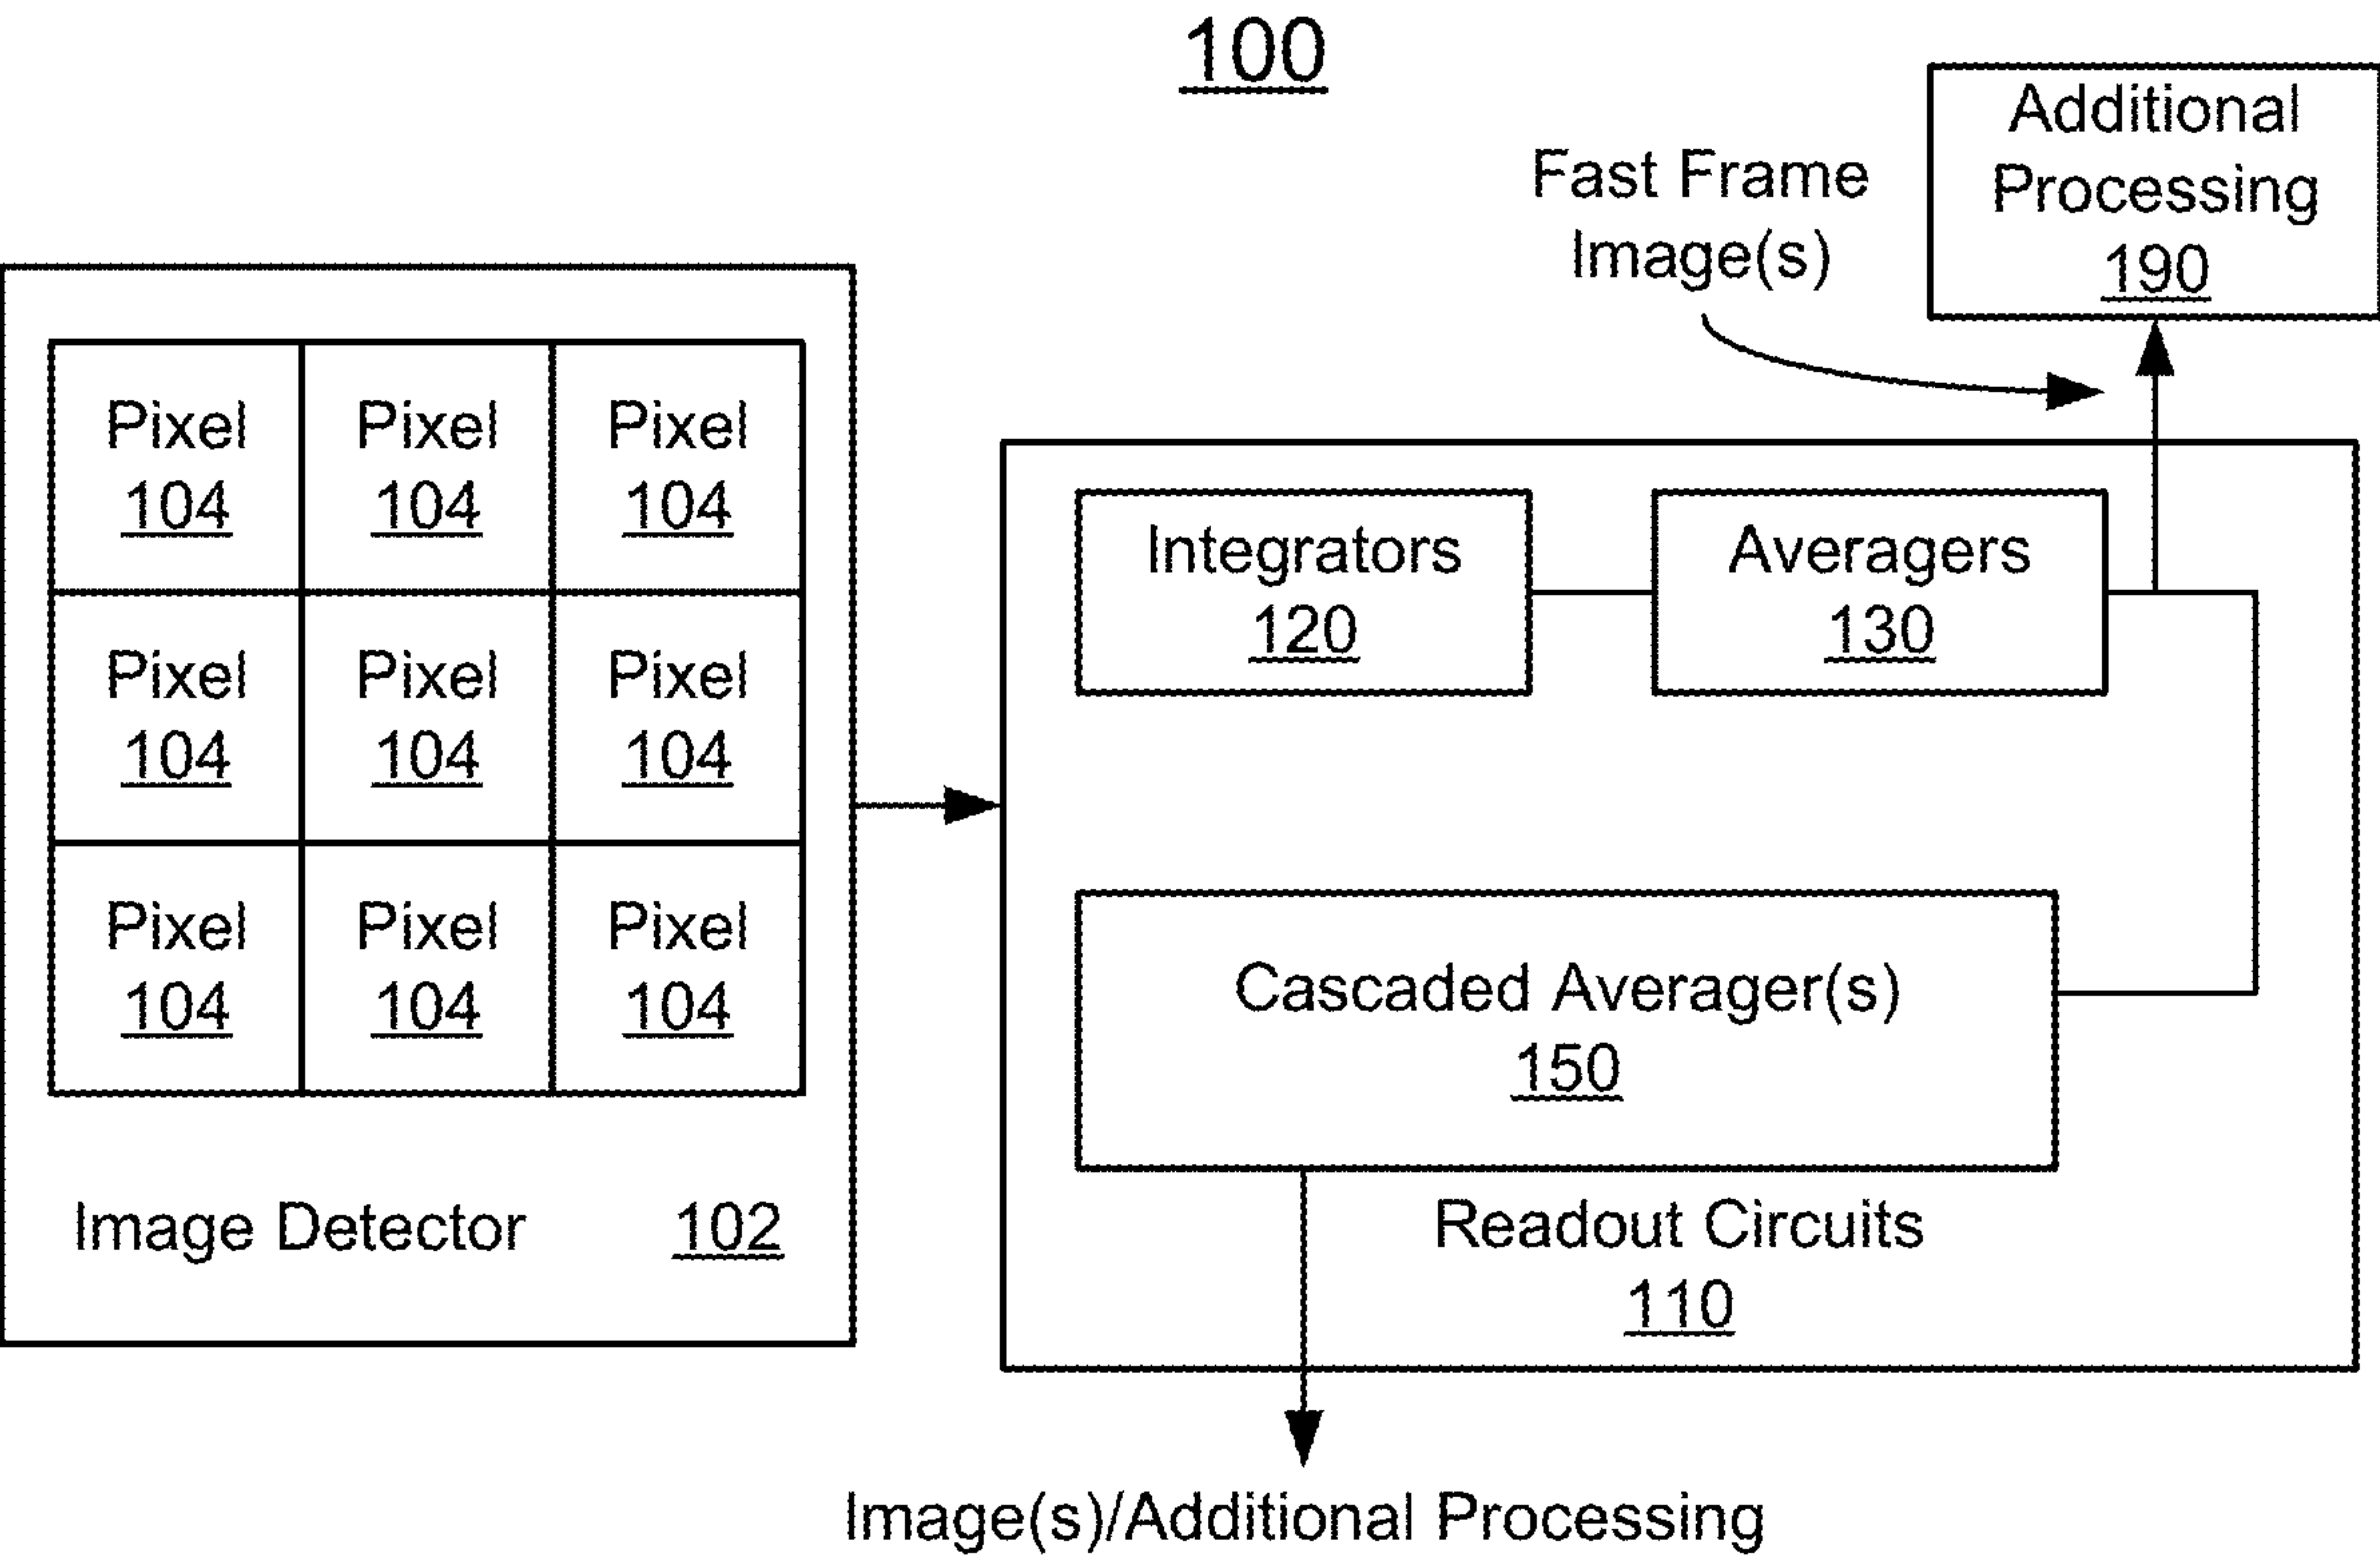 100
Additional
Processing
190
Fast Frame
Image(s)
Pixel Pixel Pixel
104 104 104
Pixel Pixel Pixel
104 104 104
Pixel Pixel Pixel
104 104 104
Image Detector 102
Integrators
120
Averagers
130
Cascaded Averager(s)
150
Readout Circuits
110
Image(s)/Additional Processing